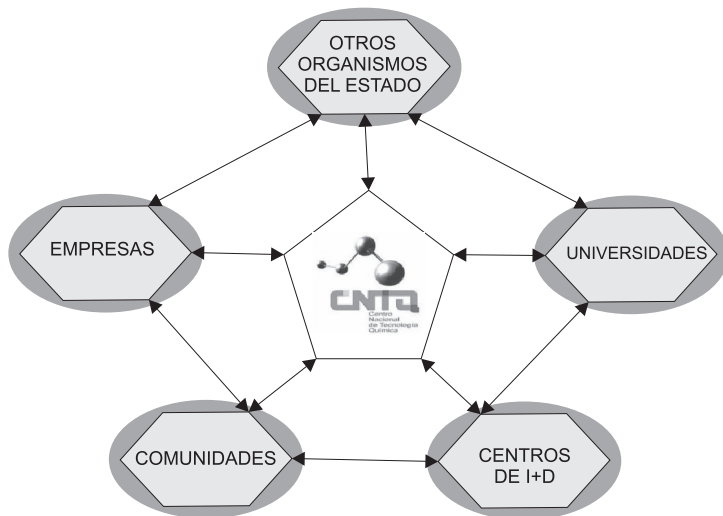 OTROS
ORGANISMOS
DEL ESTADO
EMPRESAS
UNIVERSIDADES
CNTQ
Centro
Nacional
de Tecnología
Química
COMUNIDADES
CENTROS
DE I+D